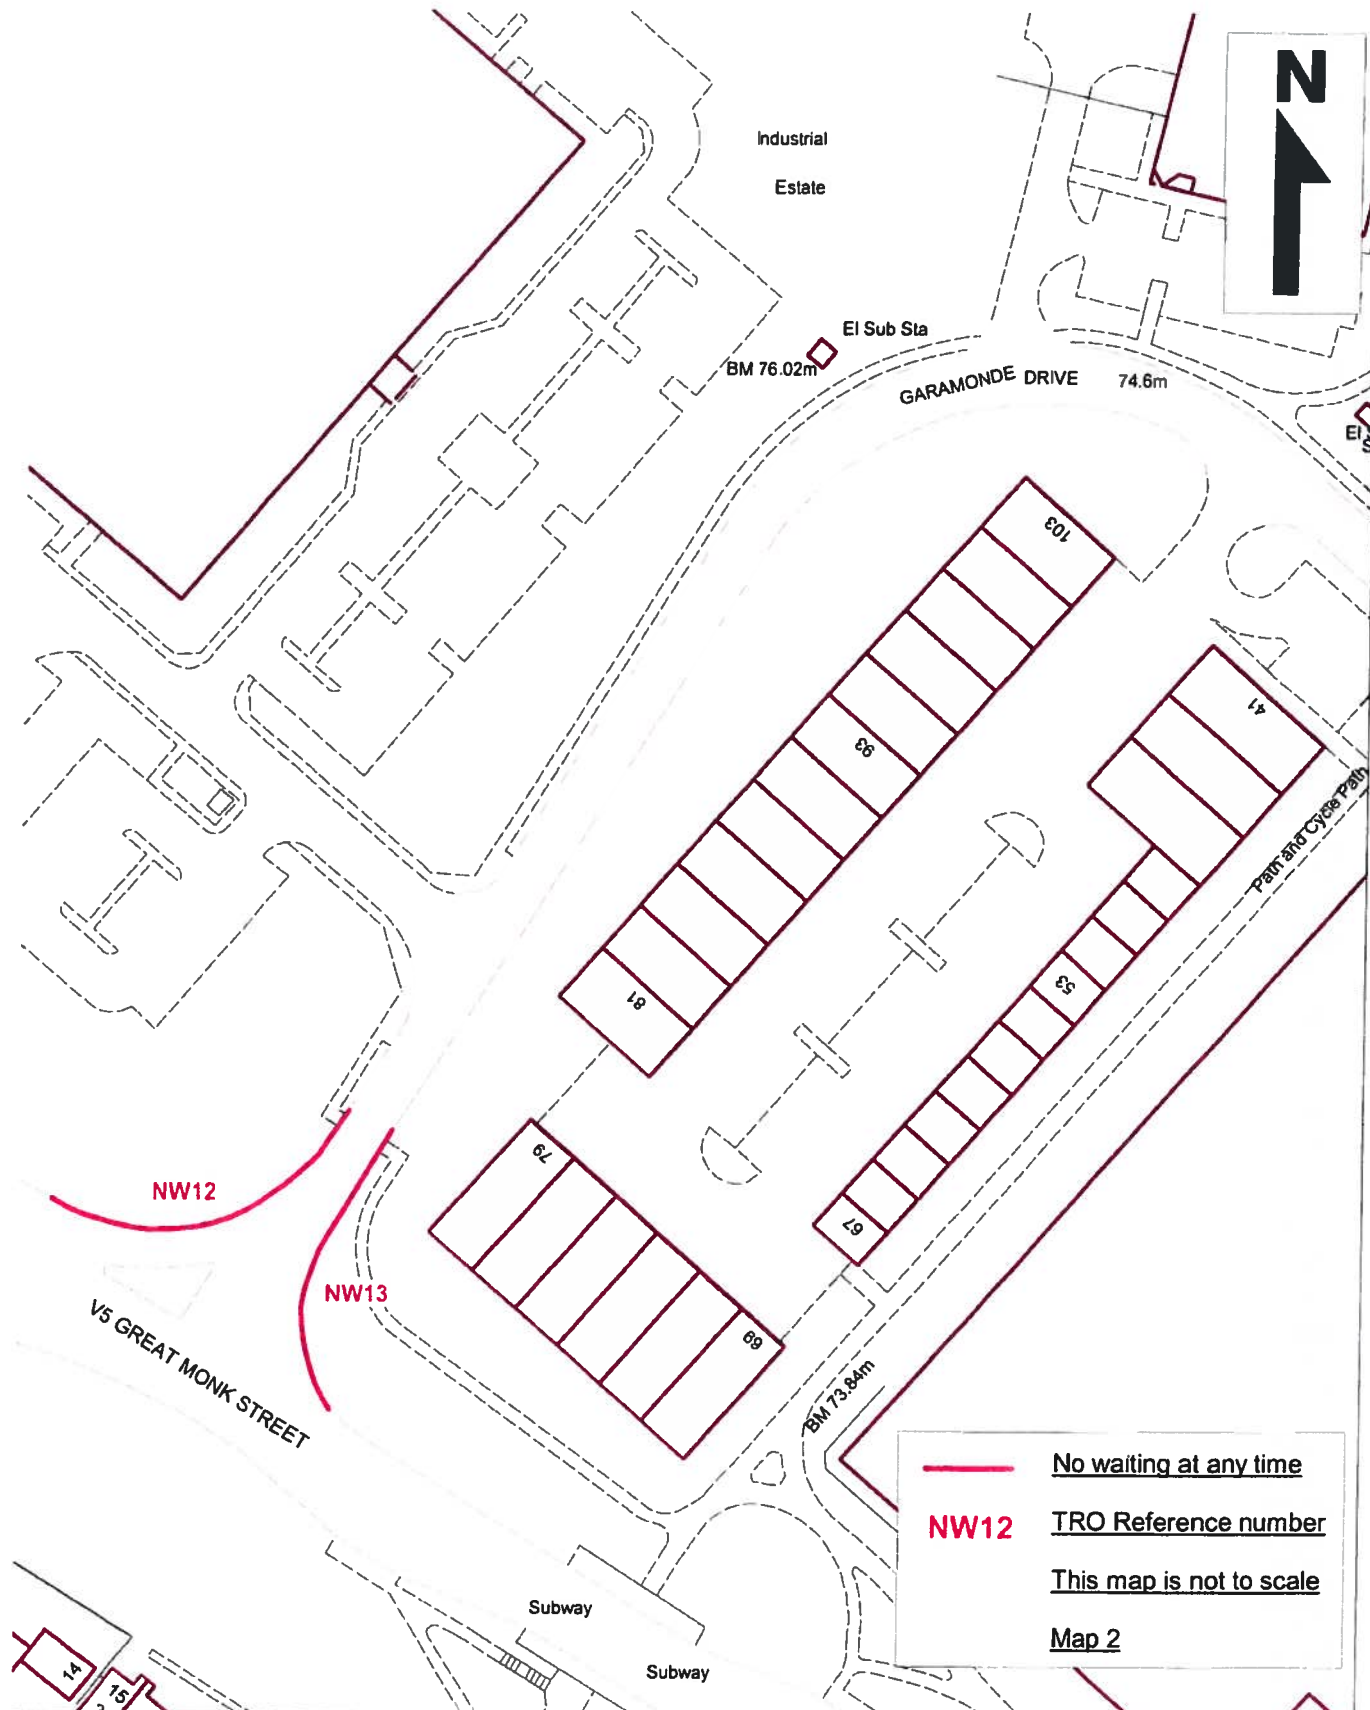 N
Industrial
Estate
El Sub Sta
BM 76.02m
GARAMONDE DRIVE
74.6m
El
103
93
81
41
53
67
Path and Cycle Path
79
69
NW12
NW13
V5 GREAT MONK STREET
BM 73.84m
Subway
Subway
14
15
No waiting at any time
NW12 TRO Reference number
This map is not to scale
Map 2